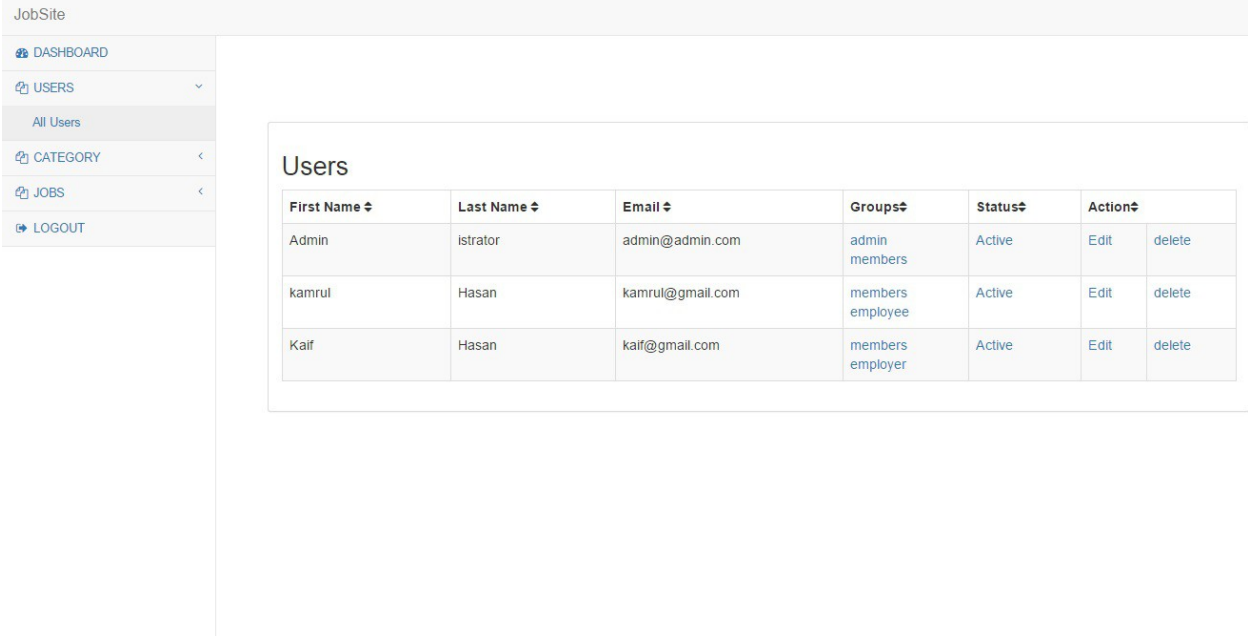 JobSite
DASHBOARD
USERS
All Users
CATEGORY
JOBS
LOGOUT
Users
First Name Last Name Email Groups Status Action
Admin istrator admin@admin.com admin Active Edit delete
members
kamrul Hasan kamrul@gmail.com members Active Edit delete
employee
Kaif Hasan kaif@gmail.com members Active Edit delete
employer